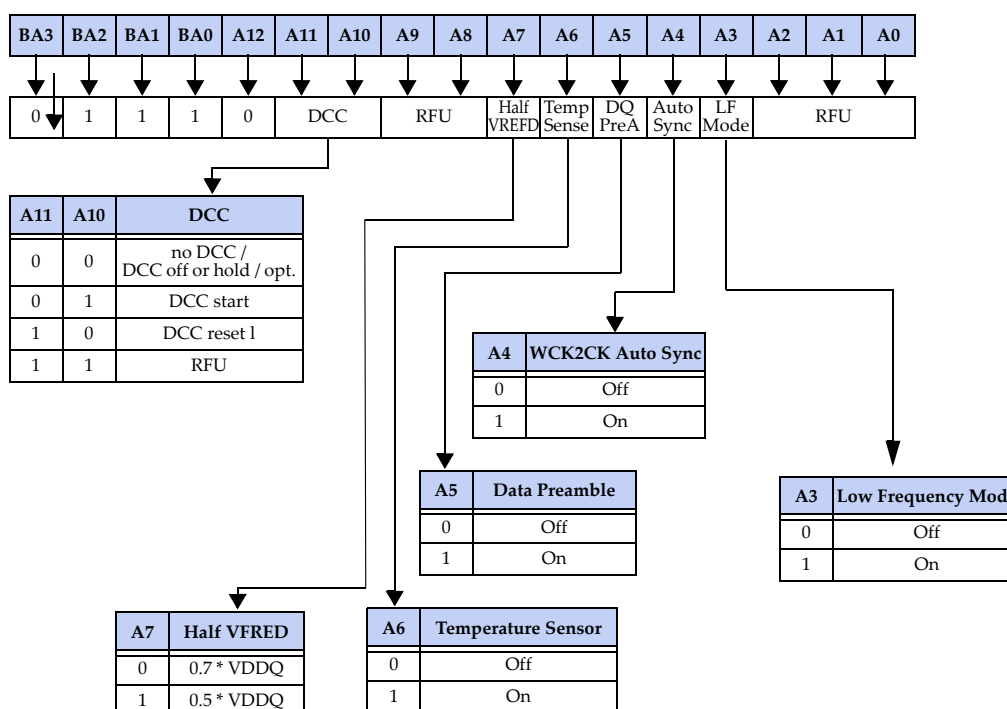 BA3 BA2 BA1 BA0 A12 A11 A10 A9 A8 A7 A6 A5 A4 A3 A2 A1 A0
0 1 1 1 0 DCC RFU Half VREFD Temp Sense DQ PreA Auto Sync LF Mode RFU
A11 A10 DCC
0 0 no DCC / DCC off or hold / opt.
0 1 DCC start
1 0 DCC reset l
1 1 RFU
A4 WCK2CK Auto Sync
0 Off
1 On
A5 Data Preamble
0 Off
1 On
A3 Low Frequency Mod
0 Off
1 On
A7 Half VFRED
0 0.7 * VDDQ
1 0.5 * VDDQ
A6 Temperature Sensor
0 Off
1 On